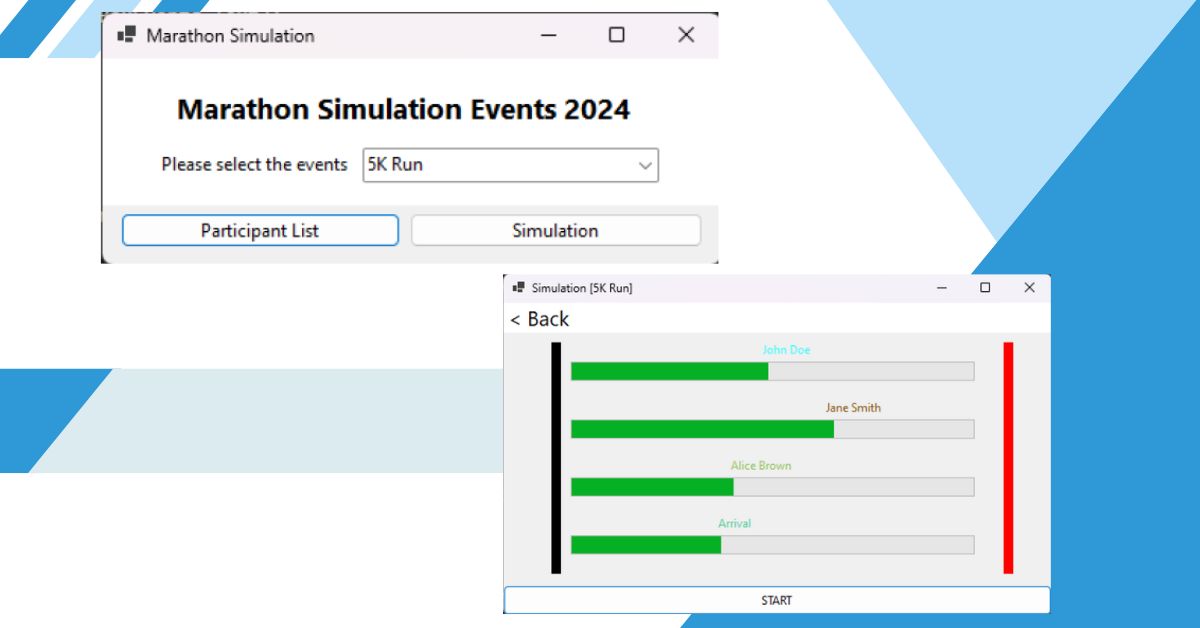 Marathon Simulation
Marathon Simulation Events 2024
Please select the events 5K Run
Participant List Simulation
Simulation [5K Run]
< Back
John Doe
Jane Smith
Alice Brown
Arrival
START